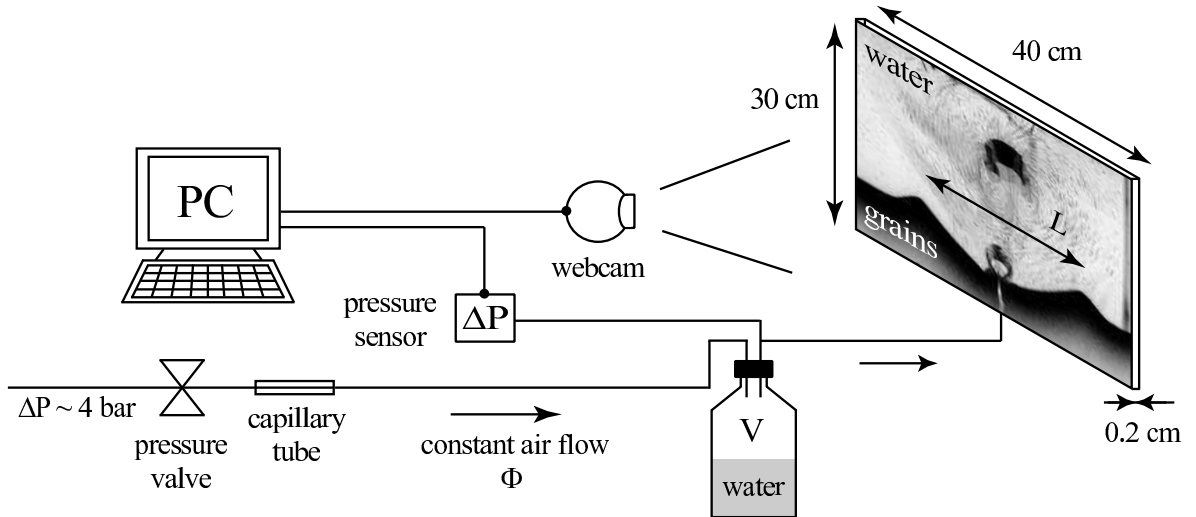 PC
webcam
pressure
sensor
ΔP
ΔP ~ 4 bar
pressure
valve
capillary
tube
constant air flow
Φ
V
water
30 cm
40 cm
water
grains
L
0.2 cm